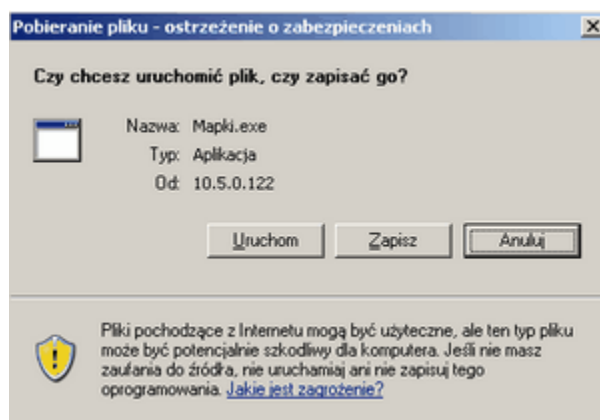 Pobieranie pliku - ostrzeżenie o zabezpieczeniach
Czy chcesz uruchomić plik, czy zapisać go?
Nazwa: Mapki.exe
Typ: Aplikacja
Od: 10.5.0.122
Uruchom Zapisz Anuluj
Pliki pochodzące z Internetu mogą być użyteczne, ale ten typ pliku
może być potencjalnie szkodliwy dla komputera. Jeśli nie masz
zaufania do źródła, nie uruchamiaj ani nie zapisuj tego
oprogramowania. Jakie jest zagrożenie?